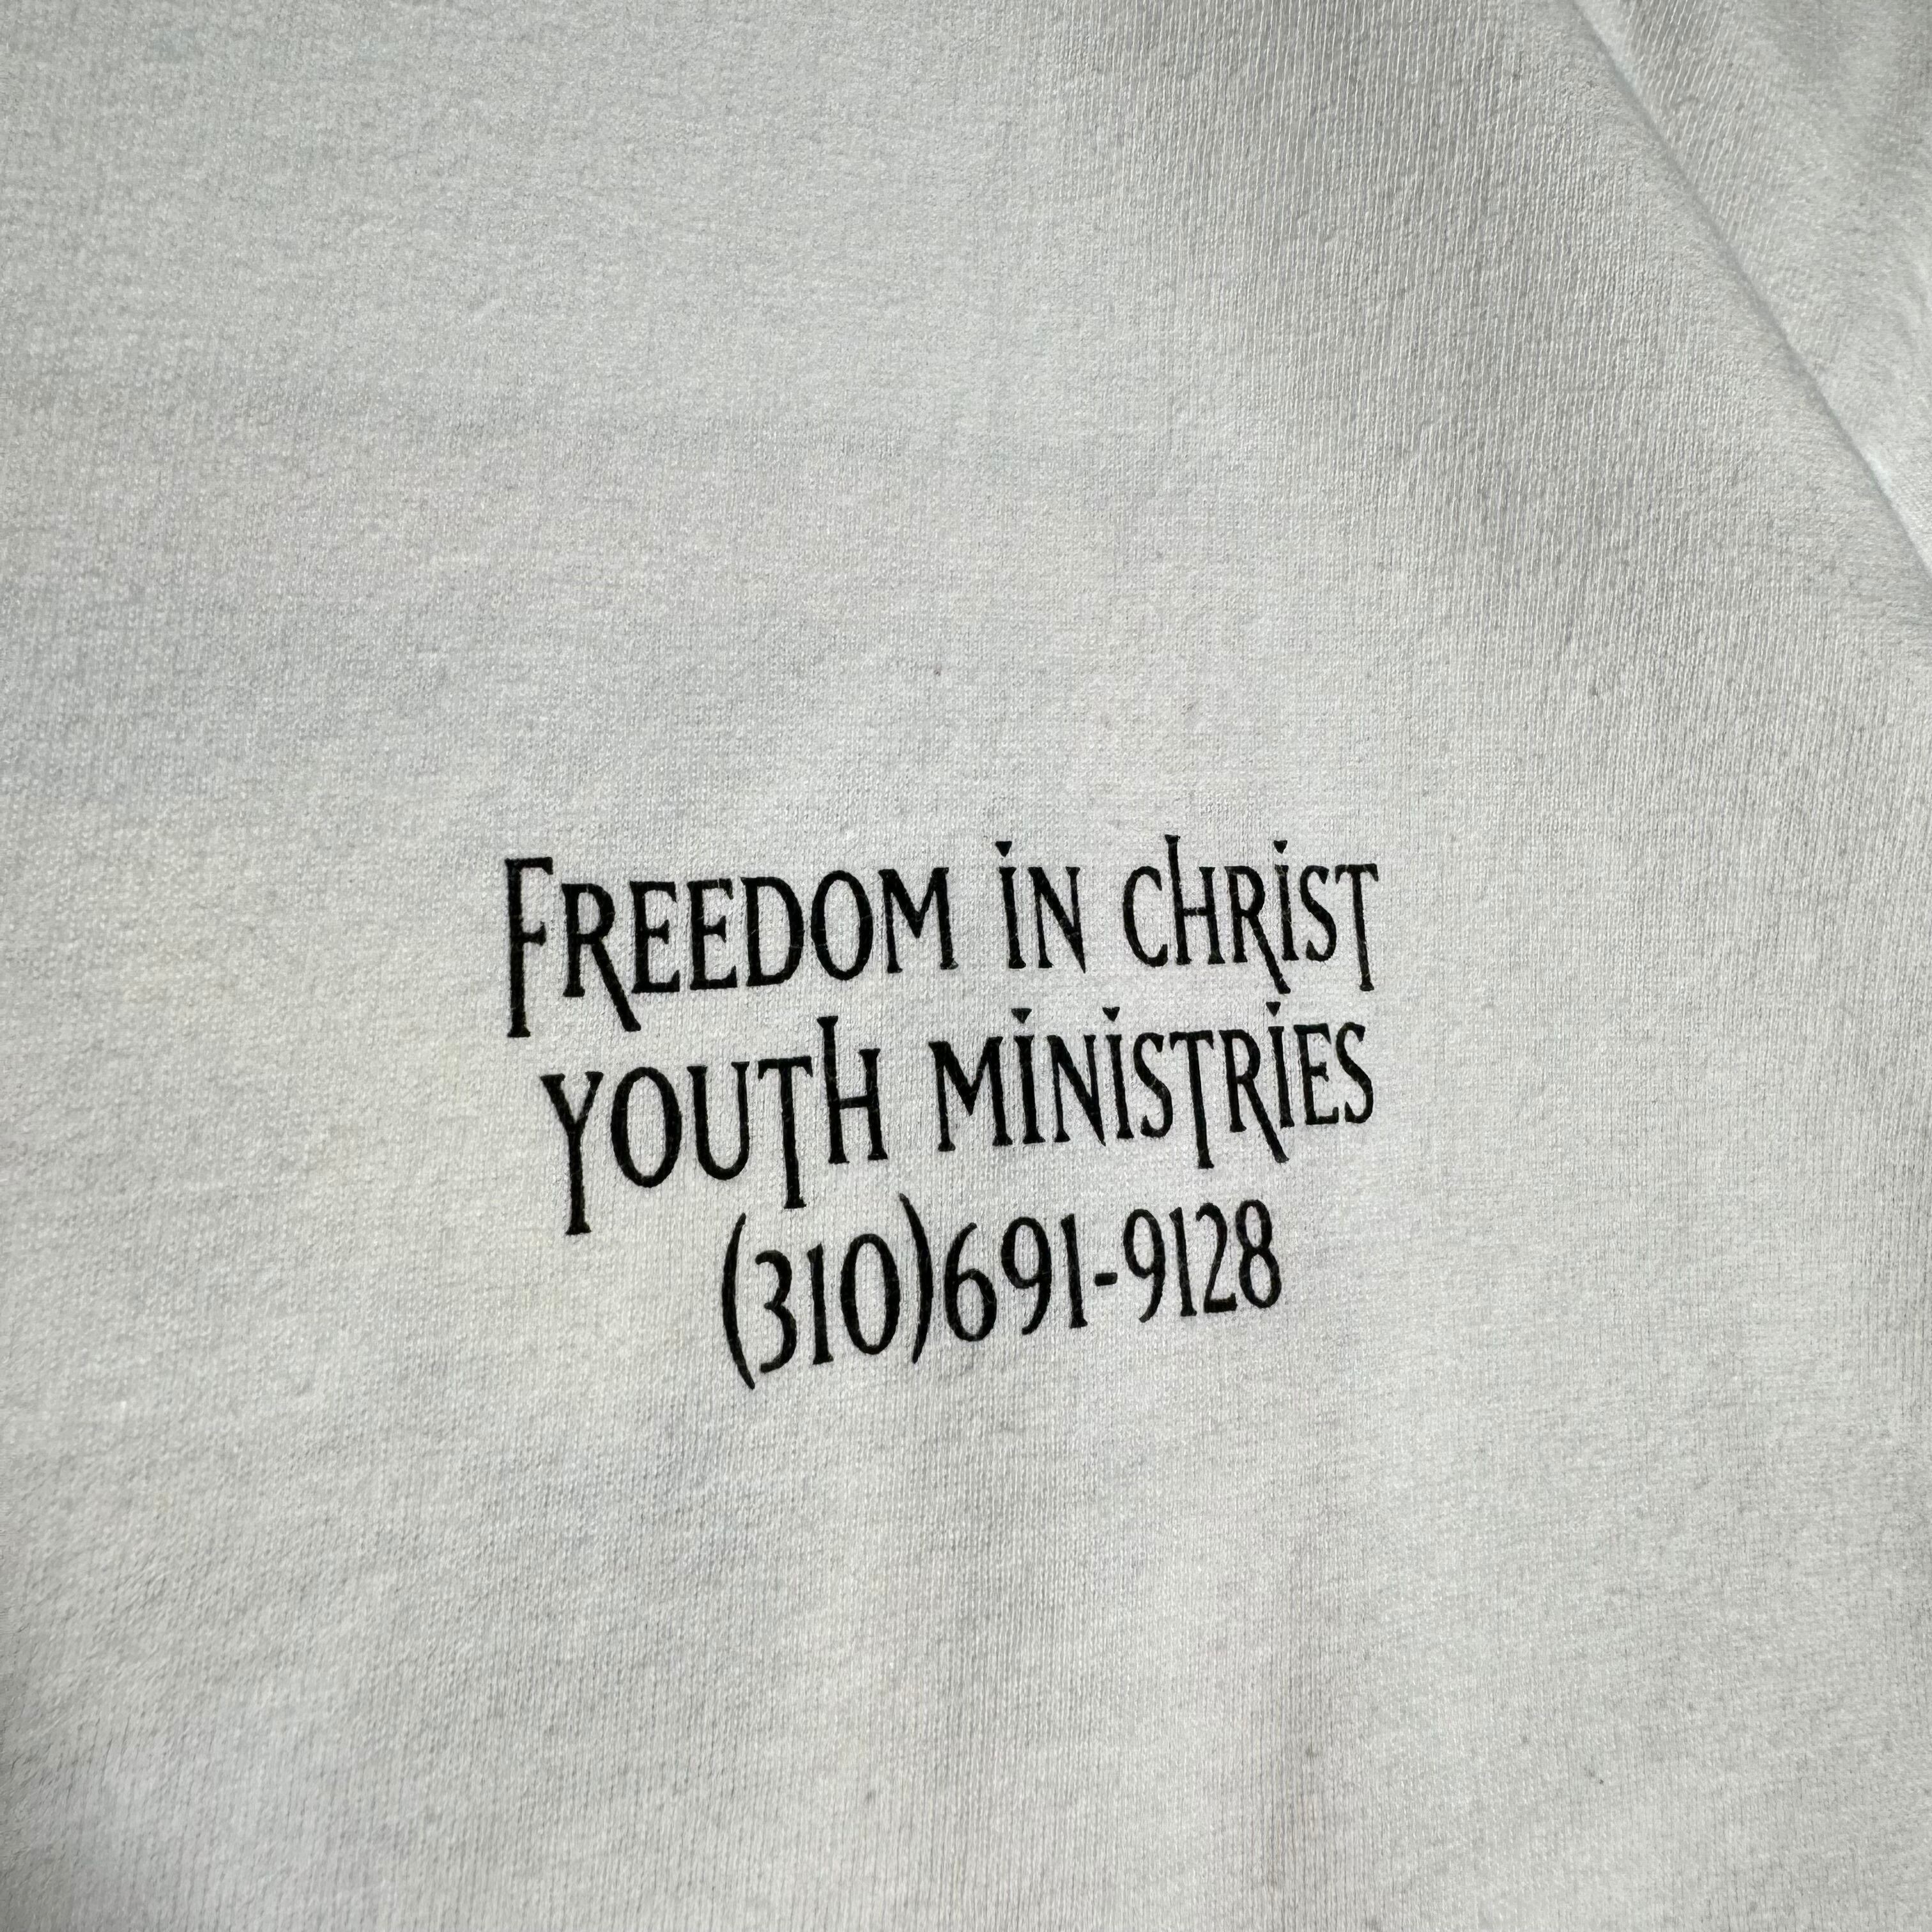 FREEDOM iN CHRiST
YOUTH MiNiSTRiES
(310)691-9128